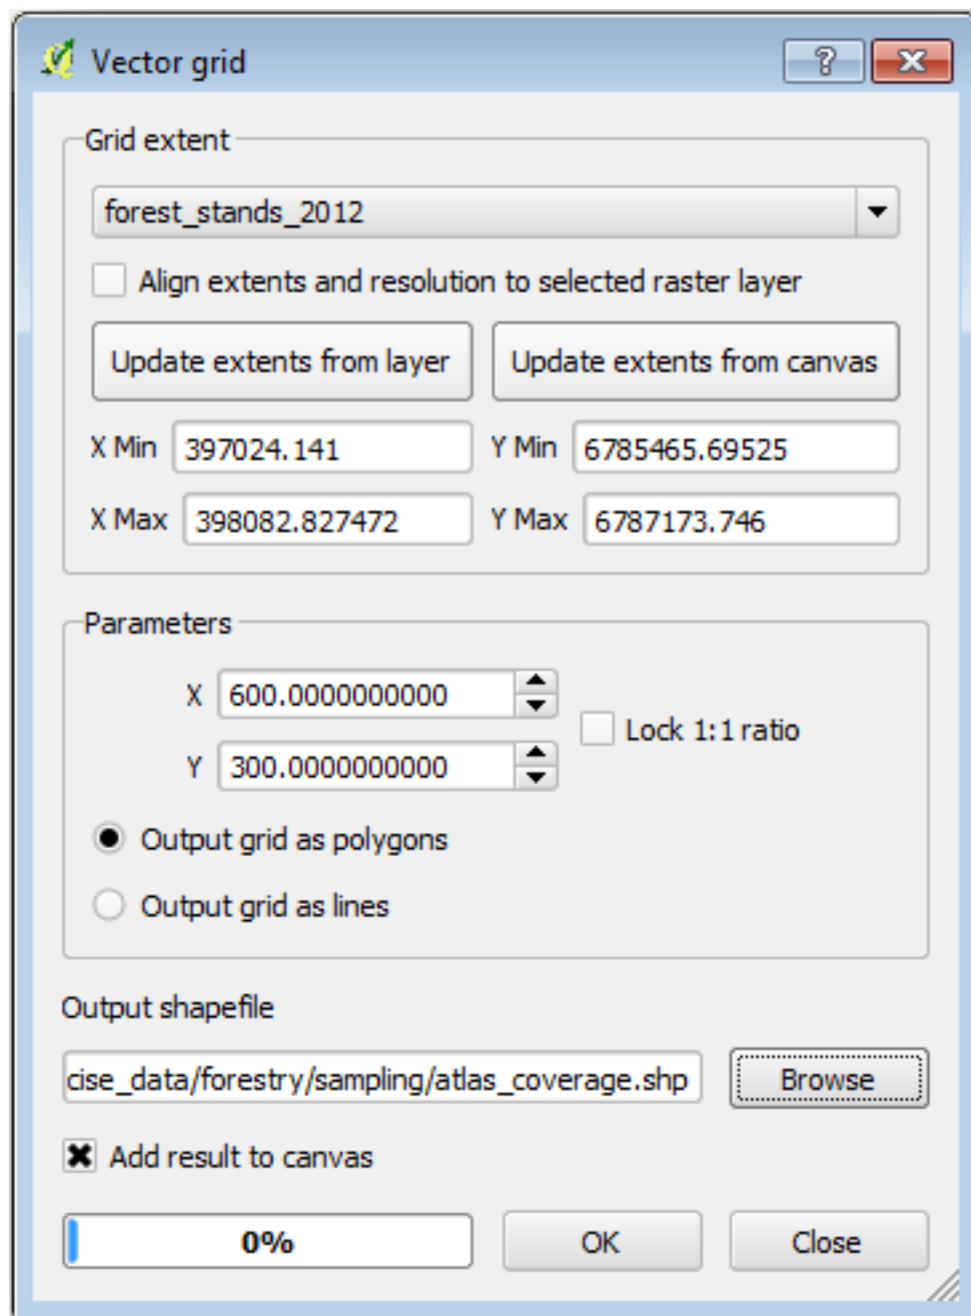 Vector grid
Grid extent
forest_stands_2012
Align extents and resolution to selected raster layer
Update extents from layer Update extents from canvas
X Min 397024.141 Y Min 6785465.69525
X Max 398082.827472 Y Max 6787173.746
Parameters
X 600.0000000000
Lock 1:1 ratio
Y 300.0000000000
Output grid as polygons
Output grid as lines
Output shapefile
cise_data/forestry/sampling/atlas_coverage.shp Browse
Add result to canvas
0% OK Close